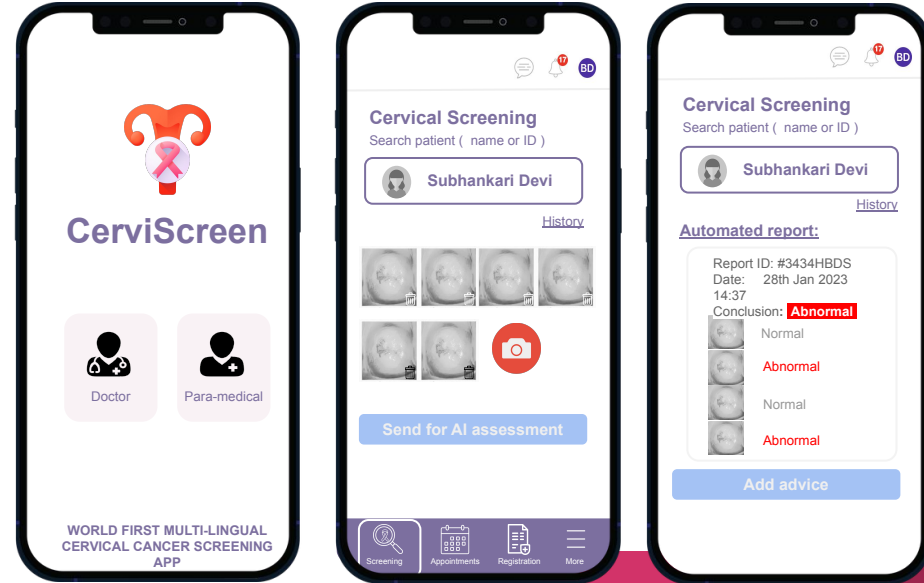 CerviScreen
Doctor
Para-medical
WORLD FIRST MULTI-LINGUAL
CERVICAL CANCER SCREENING
APP
17
BD
Cervical Screening
Search patient ( name or ID )
Subhankari Devi
History
Send for AI assessment
Screening
Appointments
Registration
More
17
BD
Cervical Screening
Search patient ( name or ID )
Subhankari Devi
History
Automated report:
Report ID: #3434HBDS
Date: 28th Jan 2023
14:37
Conclusion: Abnormal
Normal
Abnormal
Normal
Abnormal
Add advice